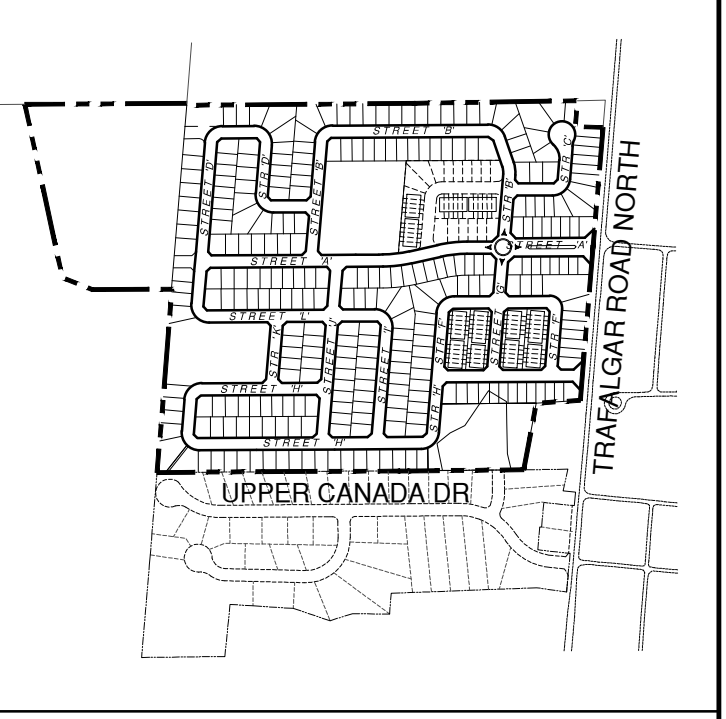 STREET 'B'
STR 'C'
STREET 'D'
STR 'D'
STREET 'B'
STR 'B'
STREET 'A'
STREET 'A'
TRAFALGAR ROAD NORTH
STREET 'L'
STR 'K'
STREET 'J'
STREET 'I'
STR 'F'
STREET 'G'
STR 'F'
STREET 'H'
STR 'H'
STREET 'H'
UPPER CANADA DR